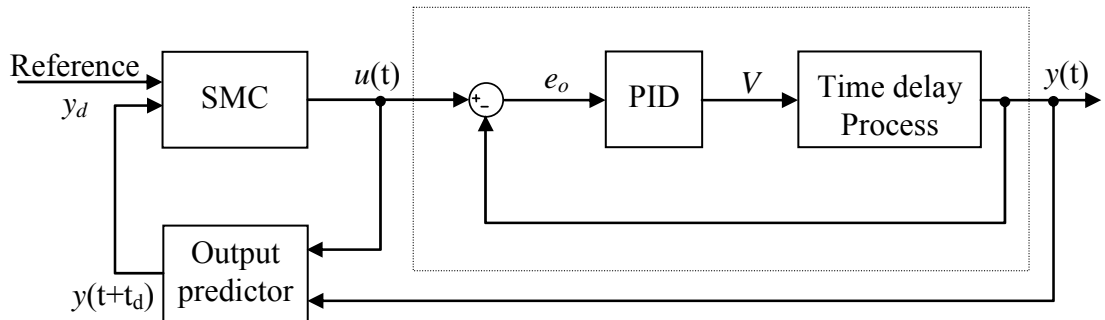 Reference
y_d
SMC
u(t)
+
−
e_o
PID
V
Time delay
Process
y(t)
Output
predictor
y(t+t_d)